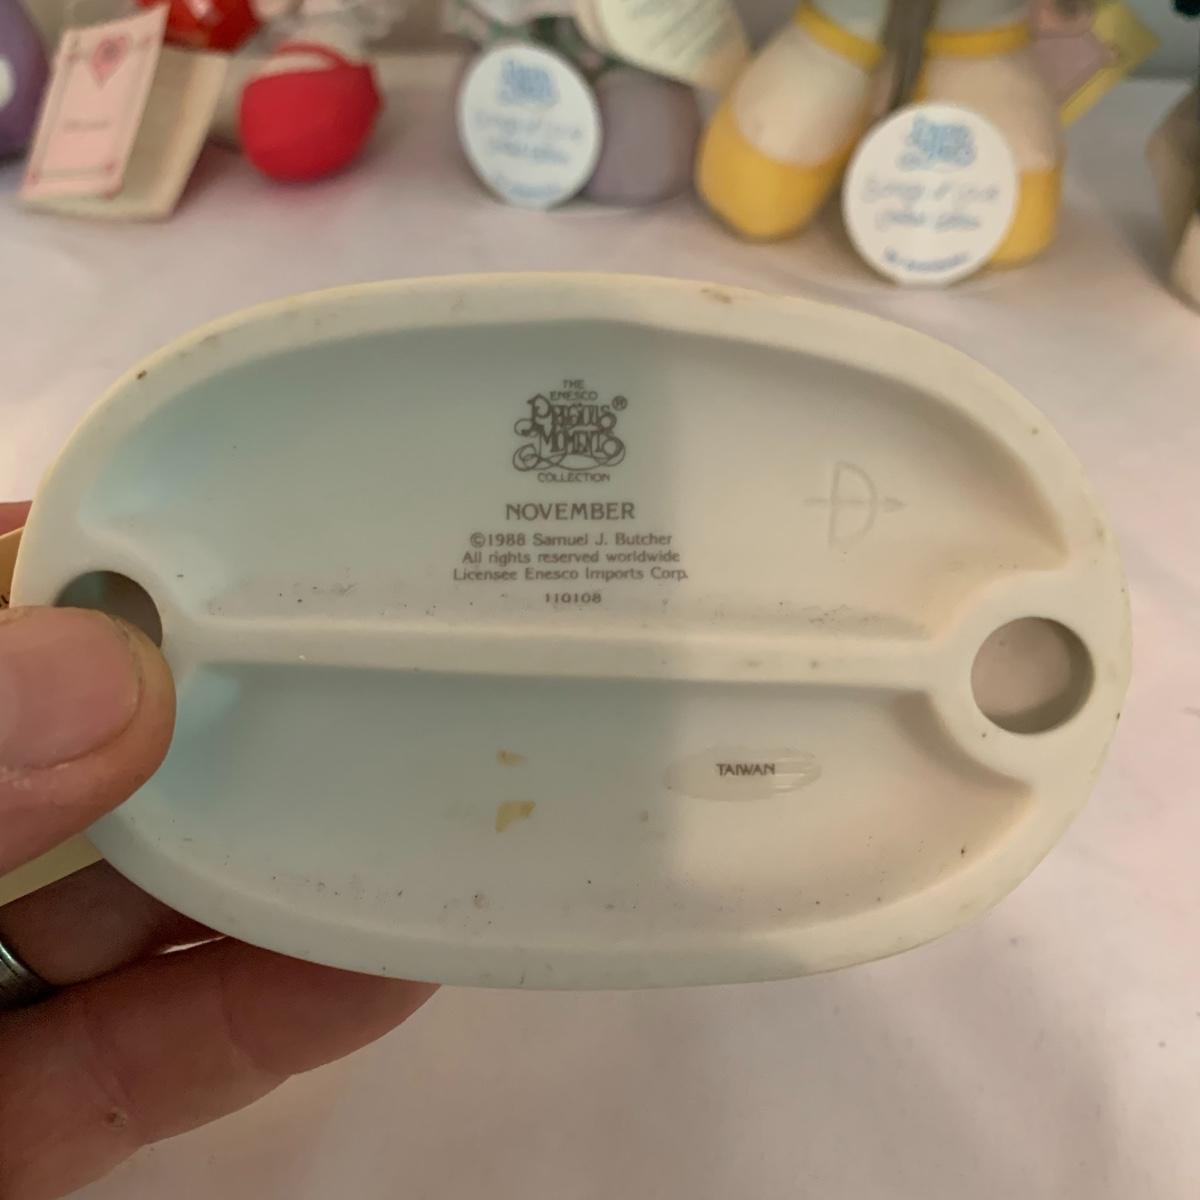 THE
ENESCO
PRECIOUS ®
MOMENTS
COLLECTION
NOVEMBER
©1988 Samuel J. Butcher
All rights reserved worldwide
Licensee Enesco Imports Corp.
110108
TAIWAN